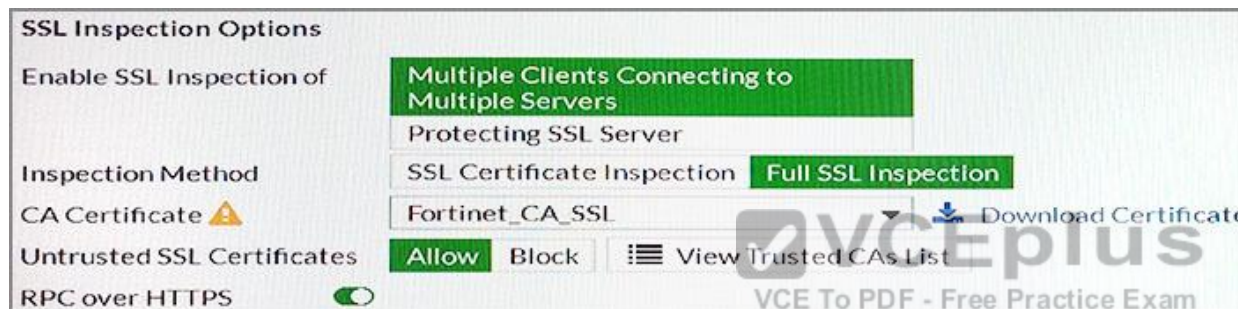 SSL Inspection Options
Enable SSL Inspection of Multiple Clients Connecting to
Multiple Servers
Protecting SSL Server
Inspection Method SSL Certificate Inspection Full SSL Inspection
CA Certificate Fortinet_CA_SSL Download Certificate
Untrusted SSL Certificates Allow Block View Trusted CAs List
RPC over HTTPS
VCEplus
VCE To PDF - Free Practice Exam